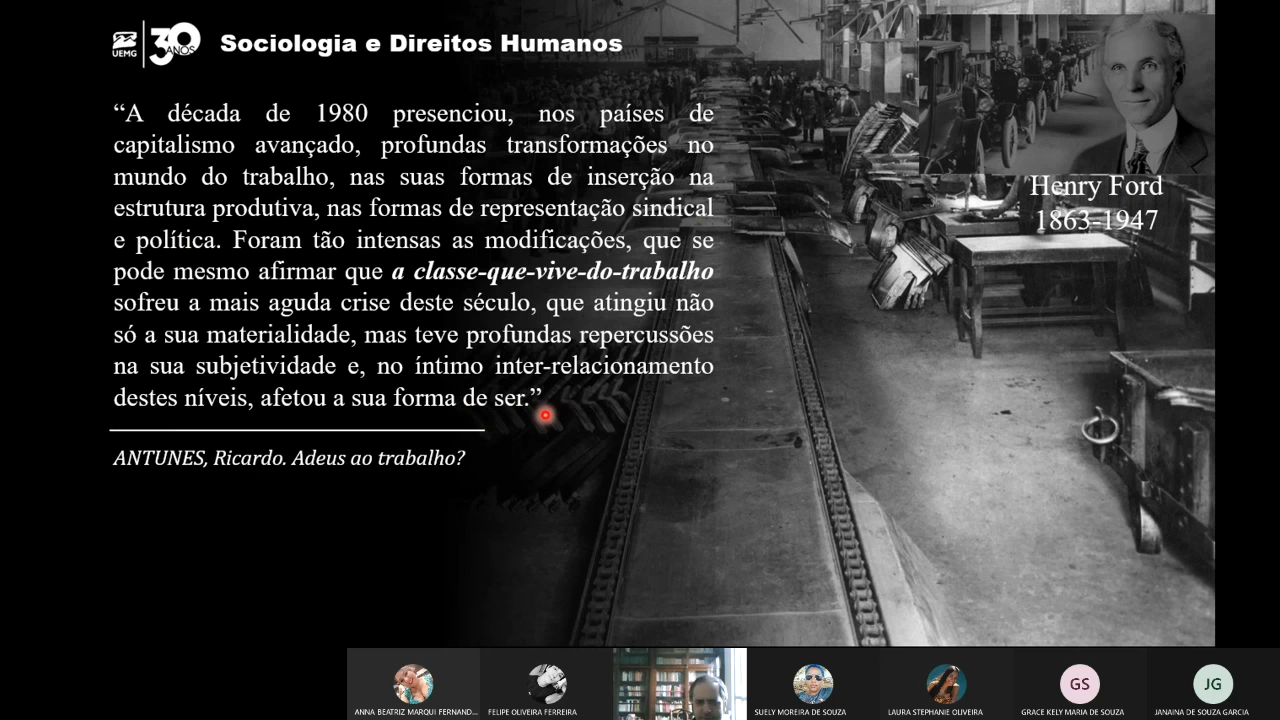 UEMG
30
ANOS
Sociologia e Direitos Humanos
“A década de 1980 presenciou, nos países de
capitalismo avançado, profundas transformações no
mundo do trabalho, nas suas formas de inserção na
estrutura produtiva, nas formas de representação sindical
e política. Foram tão intensas as modificações, que se
pode mesmo afirmar que a classe-que-vive-do-trabalho
sofreu a mais aguda crise deste século, que atingiu não
só a sua materialidade, mas teve profundas repercussões
na sua subjetividade e, no íntimo inter-relacionamento
destes níveis, afetou a sua forma de ser.”
ANTUNES, Ricardo. Adeus ao trabalho?
Henry Ford
1863-1947
ANNA BEATRIZ MARQUI FERNAND...
FELIPE OLIVEIRA FERREIRA
SUELY MOREIRA DE SOUZA
LAURA STEPHANIE OLIVEIRA
GS
GRACE KELY MARIA DE SOUZA
JG
JANAINA DE SOUZA GARCIA